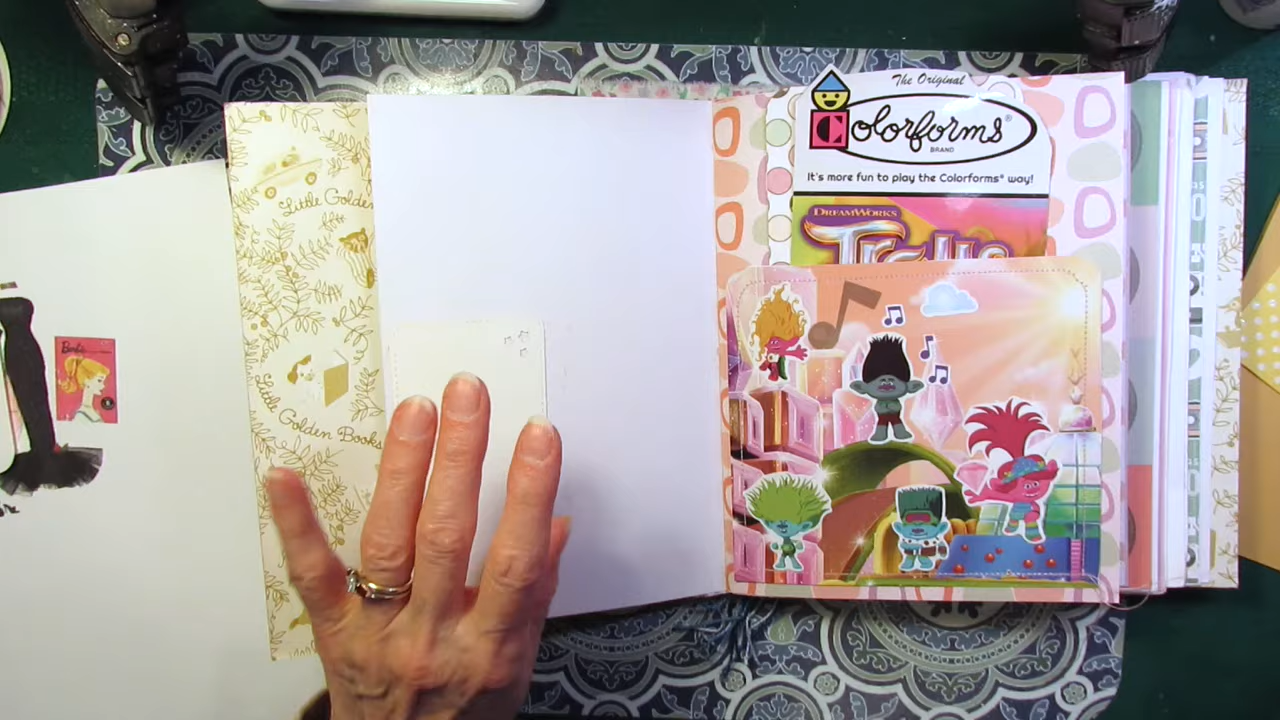 Barbie
Little Golden
Little Golden Books
The Original
Colorforms®
BRAND
It's more fun to play the Colorforms® way!
DREAMWORKS
Trolls